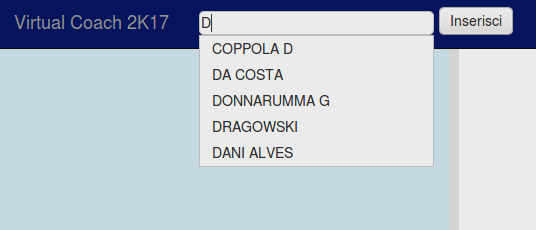 Virtual Coach 2K17 D Inserisci
COPPOLA D
DA COSTA
DONNARUMMA G
DRAGOWSKI
DANI ALVES